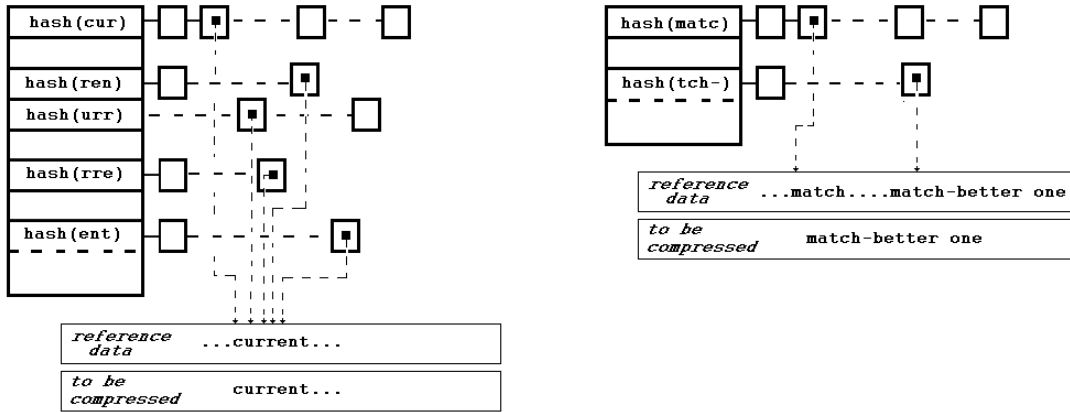 hash(cur)
hash(ren)
hash(urr)
hash(rre)
hash(ent)
reference
data
...current...
to be
compressed
current...
hash(matc)
hash(tch-)
reference
data
...match....match-better one
to be
compressed
match-better one